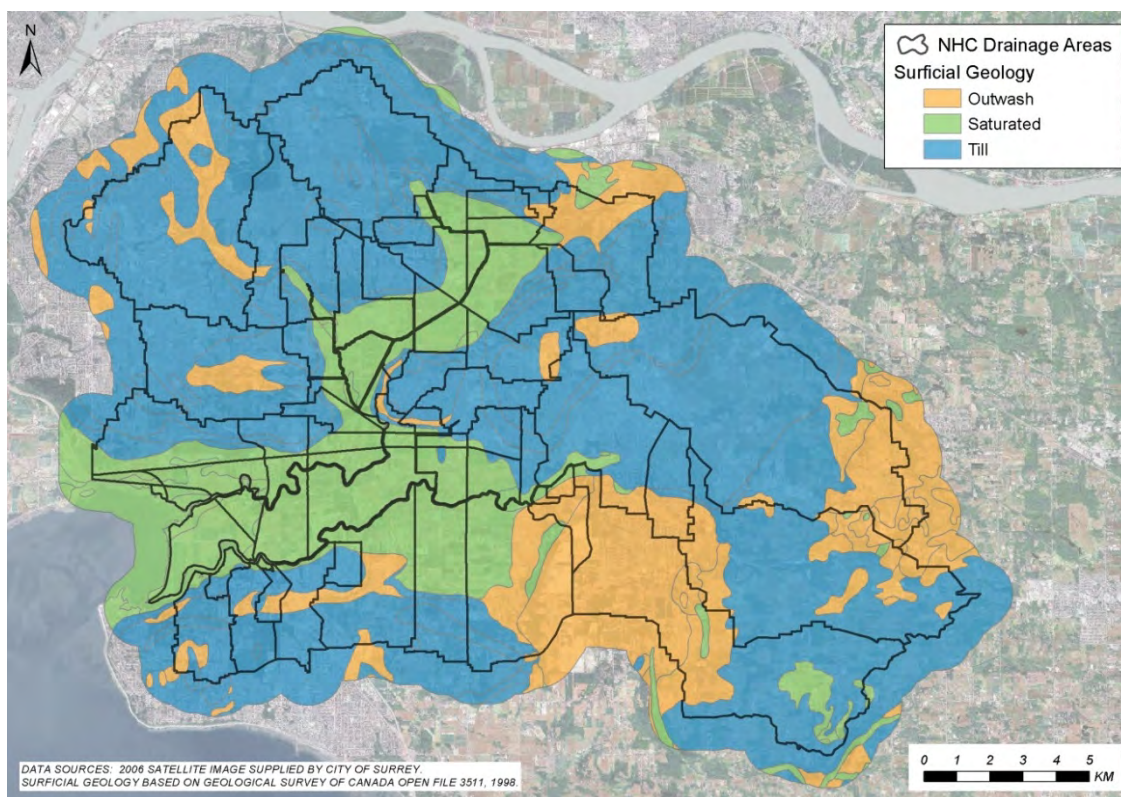 N
NHC Drainage Areas
Surficial Geology
Outwash
Saturated
Till
DATA SOURCES: 2006 SATELLITE IMAGE SUPPLIED BY CITY OF SURREY.
SURFICIAL GEOLOGY BASED ON GEOLOGICAL SURVEY OF CANADA OPEN FILE 3511, 1998.
0 1 2 3 4 5
KM